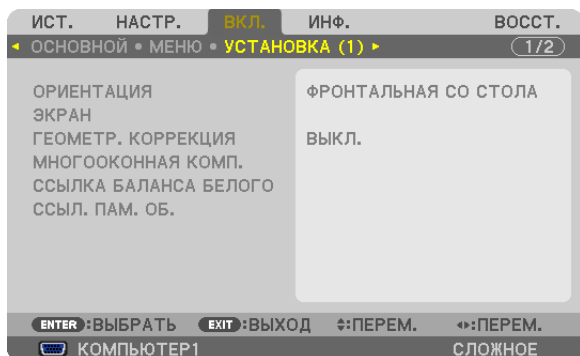 ИСТ. НАСТР. ВКЛ. ИНФ. ВОССТ.
◂ ОСНОВНОЙ • МЕНЮ • УСТАНОВКА (1) ▸ 1/2
ОРИЕНТАЦИЯ ФРОНТАЛЬНАЯ СО СТОЛА
ЭКРАН
ГЕОМЕТР. КОРРЕКЦИЯ ВЫКЛ.
МНОГООКОННАЯ КОМП.
ССЫЛКА БАЛАНСА БЕЛОГО
ССЫЛ. ПАМ. ОБ.
ENTER :ВЫБРАТЬ EXIT :ВЫХОД :ПЕРЕМ. :ПЕРЕМ.
КОМПЬЮТЕР1 СЛОЖНОЕ